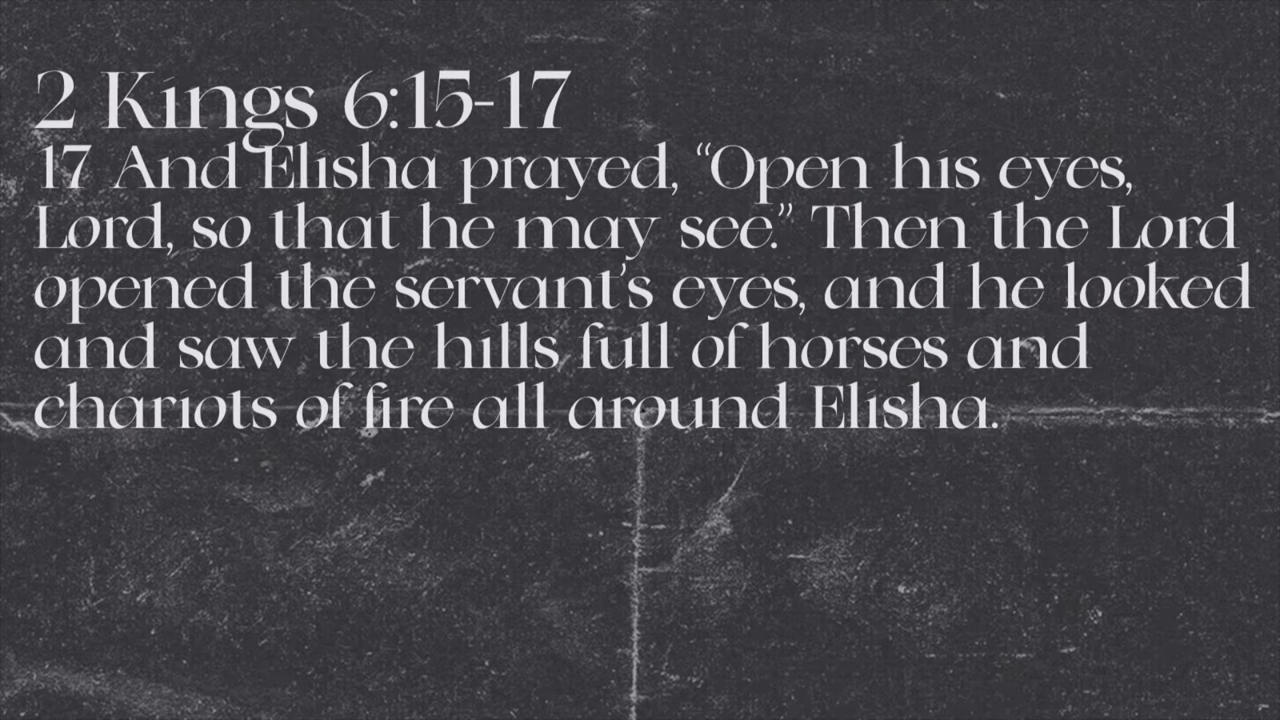 2 Kings 6:15-17
17 And Elisha prayed, “Open his eyes,
Lord, so that he may see.” Then the Lord
opened the servant’s eyes, and he looked
and saw the hills full of horses and
chariots of fire all around Elisha.